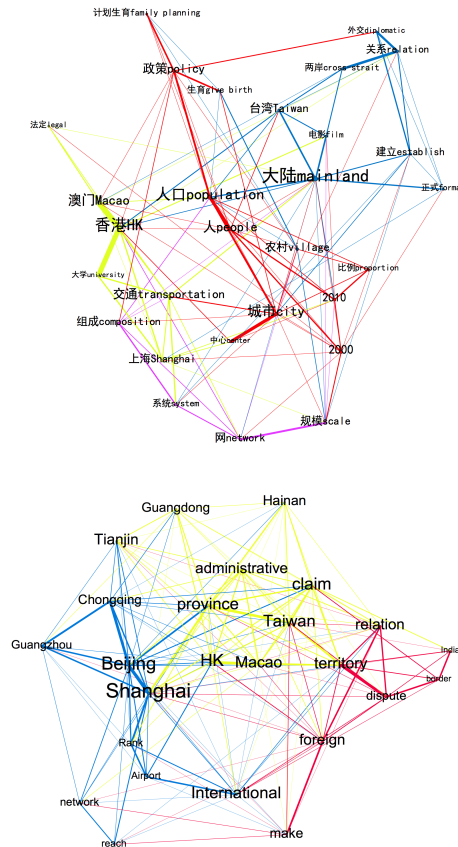 计划生育family planning
外交diplomatic
关系relation
政策policy
两岸cross-strait
生育give birth
台湾Taiwan
法定legal
电影film
建立establish
大陆mainland
正式forma
人口population
澳门Macao
香港HK
人people
农村village
比例proportion
大学university
交通transportation
2010
城市city
组成composition
中心center
2000
上海Shanghai
系统system
规模scale
网network
Hainan
Guangdong
Tianjin
administrative
claim
Chongqing
province
Taiwan
relation
Guangzhou
India
Beijing
HK
Macao
territory
border
Shanghai
dispute
Rank
foreign
Airport
International
network
make
reach